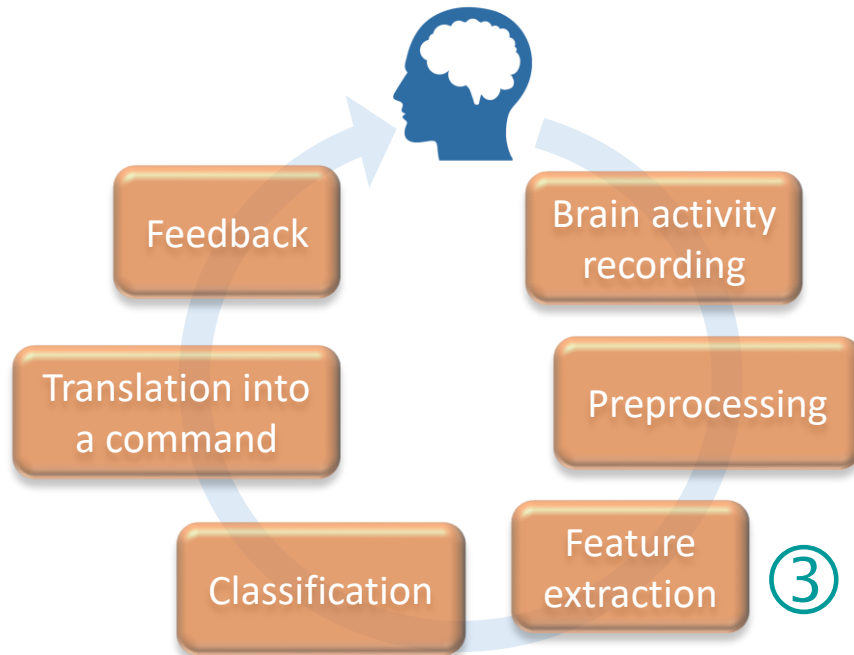 Brain activity
recording
Preprocessing
Feature
extraction
③
Classification
Translation into
a command
Feedback